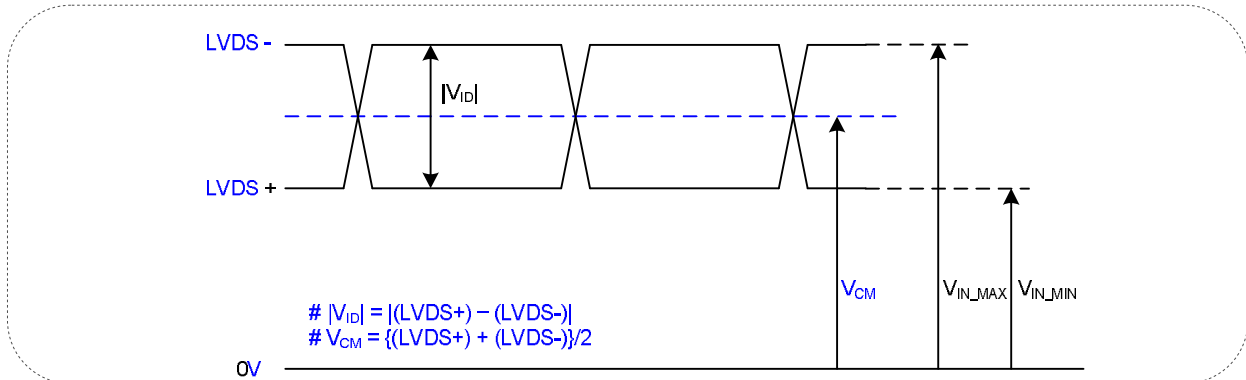 LVDS -
|VID|
LVDS +
VCM
VIN_MAX
VIN_MIN
# |VID| = |(LVDS+) – (LVDS-)|
# VCM = {(LVDS+) + (LVDS-)}/2
0V